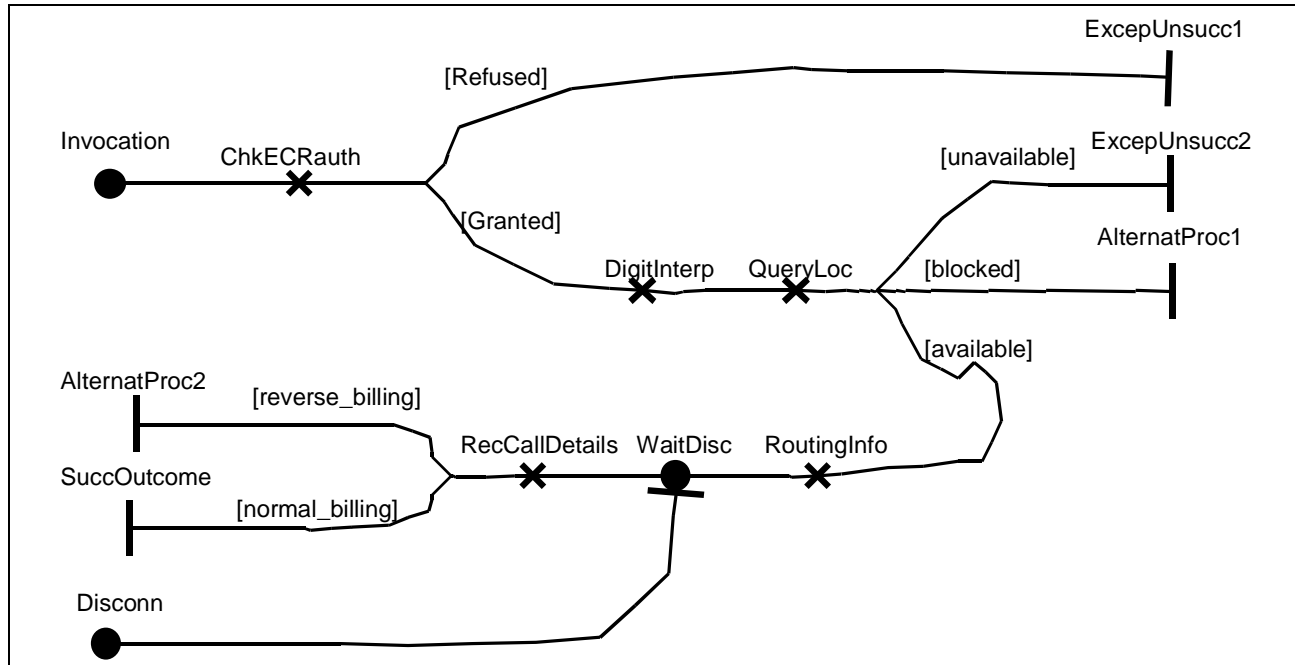 ExcepUnsucc1
[Refused]
Invocation
ChkECRauth
[unavailable]
ExcepUnsucc2
[Granted]
AlternatProc1
DigitInterp
QueryLoc
[blocked]
[available]
AlternatProc2
[reverse_billing]
RecCallDetails
WaitDisc
RoutingInfo
SuccOutcome
[normal_billing]
Disconn